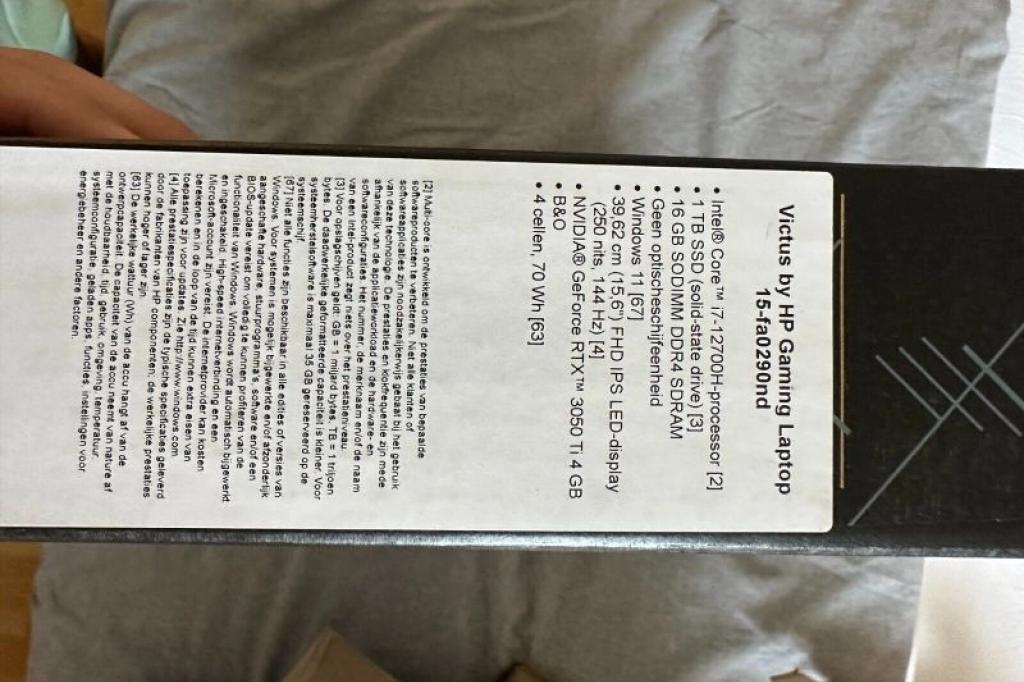 Victus by HP Gaming Laptop
15-fa0290nd
• Intel® Core™ i7-12700H-processor [2]
• 1 TB SSD (solid-state drive) [3]
• 16 GB SODIMM DDR4 SDRAM
• Geen optischeschijfeenheid
• Windows 11 [67]
• 39,62 cm (15,6") FHD IPS LED-display
(250 nits, 144 Hz) [4]
• NVIDIA® GeForce RTX™ 3050 Ti 4 GB
• B&O
• 4 cellen, 70 Wh [63]
[2] Multi-core is ontwikkeld om de prestaties van bepaalde
softwareproducten te verbeteren. Niet alle klanten of
softwareapplicaties zijn noodzakelijkerwijs gebaat bij het gebruik
van deze technologie. De prestaties en klokfrequentie zijn mede
afhankelijk van de applicatieworkload en de hardware- en
softwareconfiguraties. Het nummer, de merknaam en/of de naam
van een Intel-product zegt niets over het prestatieniveau.
[3] Voor opslagschijven geldt: GB = 1 miljard bytes. TB = 1 triljoen
bytes. De daadwerkelijke geformatteerde capaciteit is kleiner. Voor
systeemherstelsoftware is maximaal 35 GB gereserveerd op de
systeemschijf.
[67] Niet alle functies zijn beschikbaar in alle edities of versies van
Windows. Voor systemen is mogelijk bijgewerkte en/of afzonderlijk
aangeschafte hardware, stuurprogramma's, software en/of een
BIOS-update vereist om volledig te kunnen profiteren van de
functionaliteit van Windows. Windows wordt automatisch bijgewerkt
en ingeschakeld. High-speed internetverbinding en een
Microsoft-account zijn vereist. De internetprovider kan kosten
berekenen en in de loop van de tijd kunnen extra eisen van
toepassing zijn voor updates. Zie http://www.windows.com
[4] Alle prestatiespecificaties zijn de typische specificaties geleverd
door de fabrikanten van HP componenten; de werkelijke prestaties
kunnen hoger of lager zijn.
[63] De werkelijke wattuur (Wh) van de accu hangt af van de
ontwerpcapaciteit. De capaciteit van de accu neemt van nature af
met de houdbaarheid, tijd, gebruik, omgeving, temperatuur,
systeemconfiguratie, geladen apps, functies, instellingen voor
energiebeheer en andere factoren.